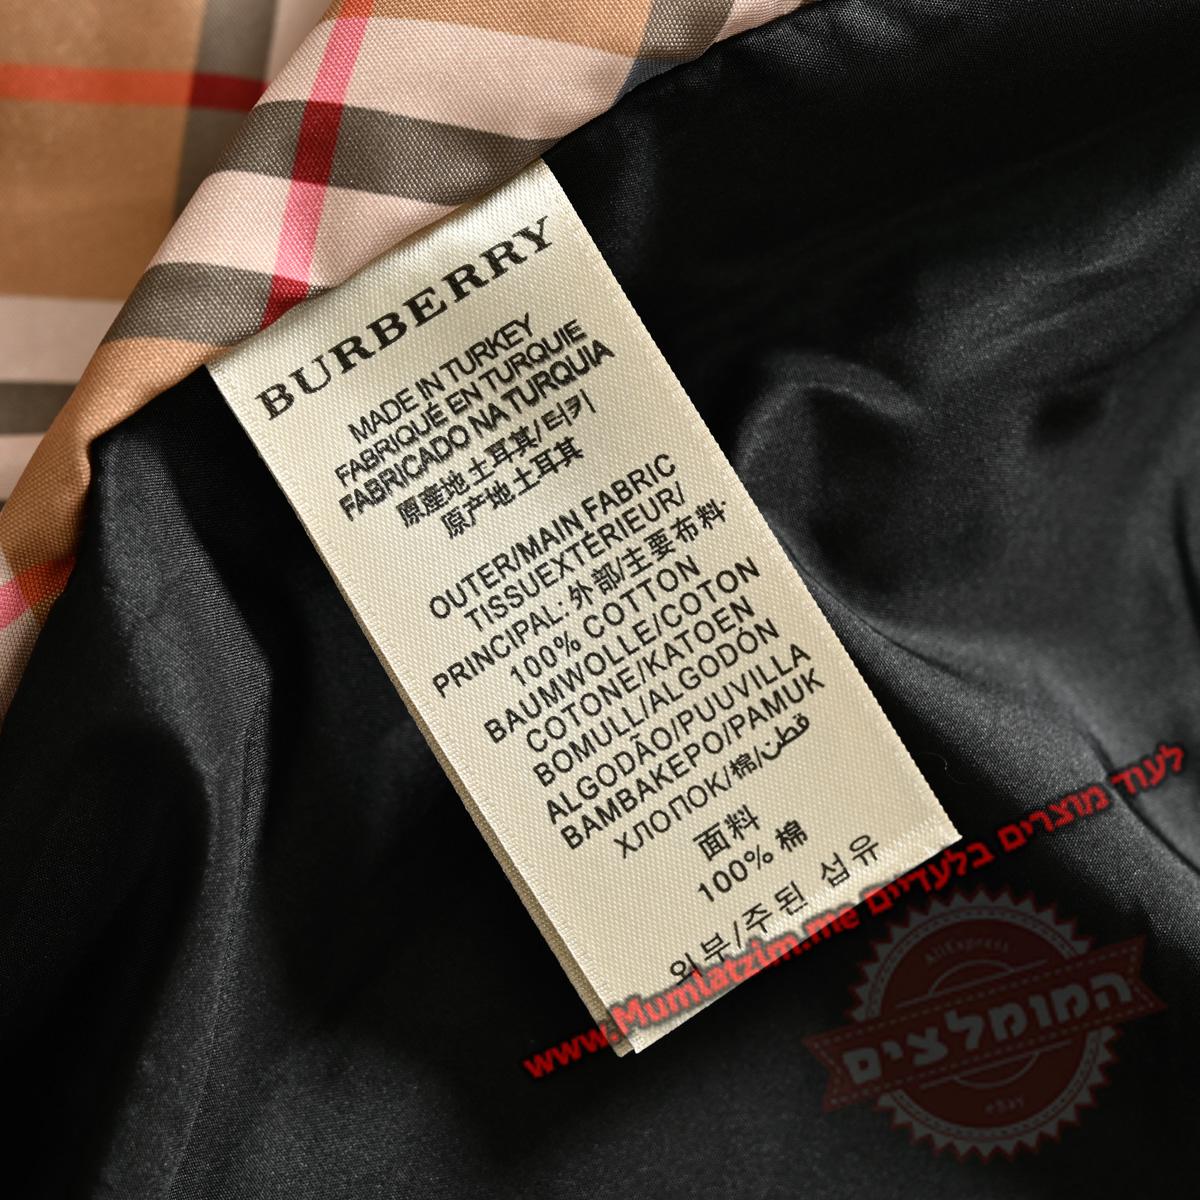 BURBERRY
MADE IN TURKEY
FABRIQUÉ EN TURQUIE
FABRICADO NA TURQUIA
原產地土耳其/터키
原产地土耳其
OUTER/MAIN FABRIC
TISSUEXTÉRIEUR/
PRINCIPAL: 外部/主要布料·
100% COTTON
BAUMWOLLE/COTON
COTONE/KATOEN
BOMULL/ALGODÓN
ALGODÃO/PUUVILLA
BAMBAKEPO/PAMUK
ХЛОПОК/棉/قطن
面料
100% 棉
외부/주된 섬유
www.Mumlatzim.me לעוד מוצרים בלעדיים
AliExpress
המומלצים
eBay